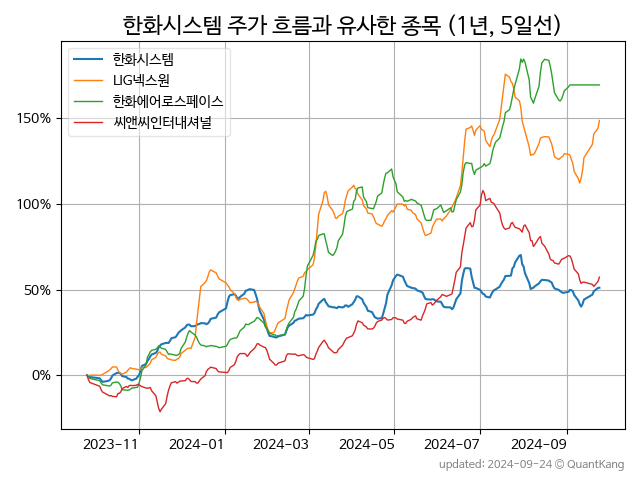 한화시스템 주가 흐름과 유사한 종목 (1년, 5일선)
한화시스템
LIG넥스원
한화에어로스페이스
씨앤씨인터내셔널
150%
100%
50%
0%
2023-11 2024-01 2024-03 2024-05 2024-07 2024-09
updated: 2024-09-24 © QuantKang